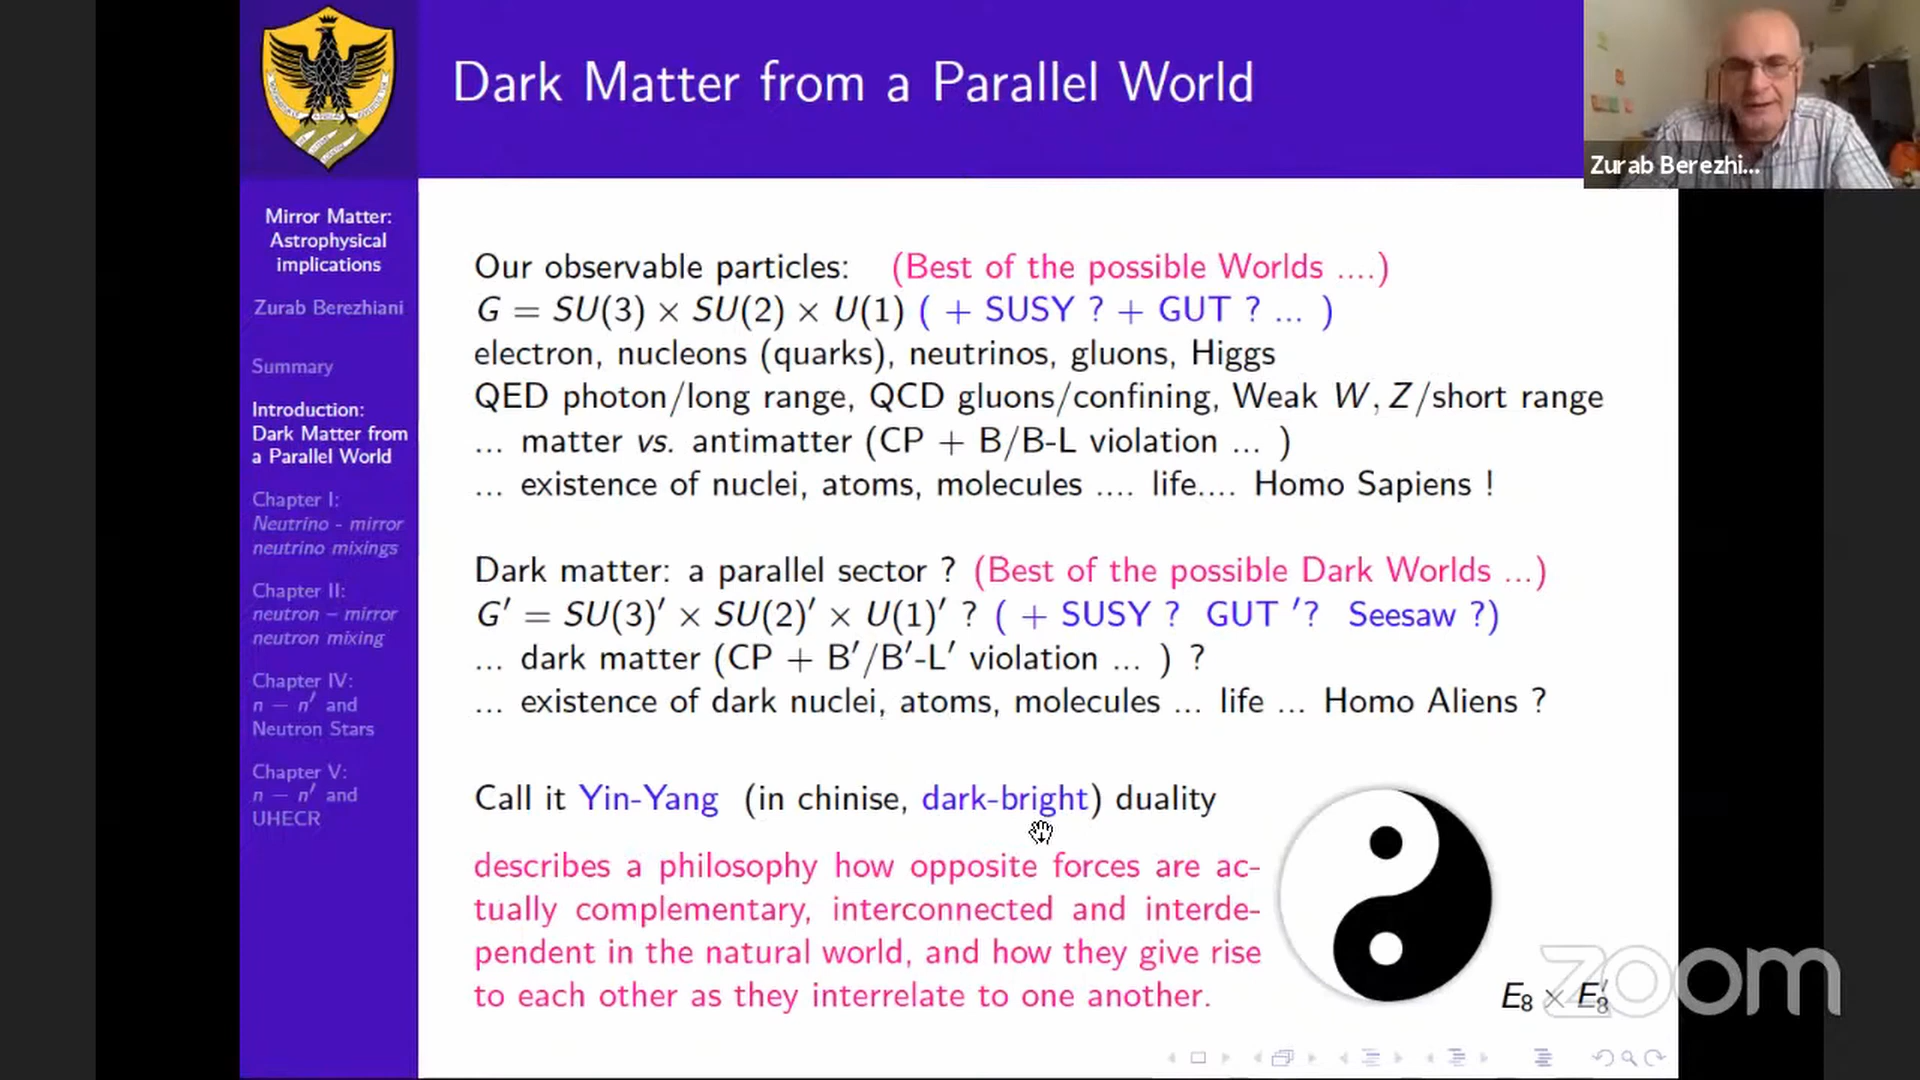 Dark Matter from a Parallel World
Zurab Berezhi...
Mirror Matter:
Astrophysical
implications
Zurab Berezhiani
Summary
Introduction:
Dark Matter from
a Parallel World
Chapter I:
Neutrino - mirror
neutrino mixings
Chapter II:
neutron – mirror
neutron mixing
Chapter IV:
n − n′ and
Neutron Stars
Chapter V:
n − n′ and
UHECR
Our observable particles: (Best of the possible Worlds ....)
G = SU(3) × SU(2) × U(1) ( + SUSY ? + GUT ? ... )
electron, nucleons (quarks), neutrinos, gluons, Higgs
QED photon/long range, QCD gluons/confining, Weak W, Z/short range
... matter vs. antimatter (CP + B/B-L violation ... )
... existence of nuclei, atoms, molecules .... life.... Homo Sapiens !
Dark matter: a parallel sector ? (Best of the possible Dark Worlds ...)
G′ = SU(3)′ × SU(2)′ × U(1)′ ? ( + SUSY ? GUT ′? Seesaw ?)
... dark matter (CP + B′/B′-L′ violation ... ) ?
... existence of dark nuclei, atoms, molecules ... life ... Homo Aliens ?
Call it Yin-Yang (in chinise, dark-bright) duality
describes a philosophy how opposite forces are ac-
tually complementary, interconnected and interde-
pendent in the natural world, and how they give rise
to each other as they interrelate to one another.
E₈ × E₈′
zoom